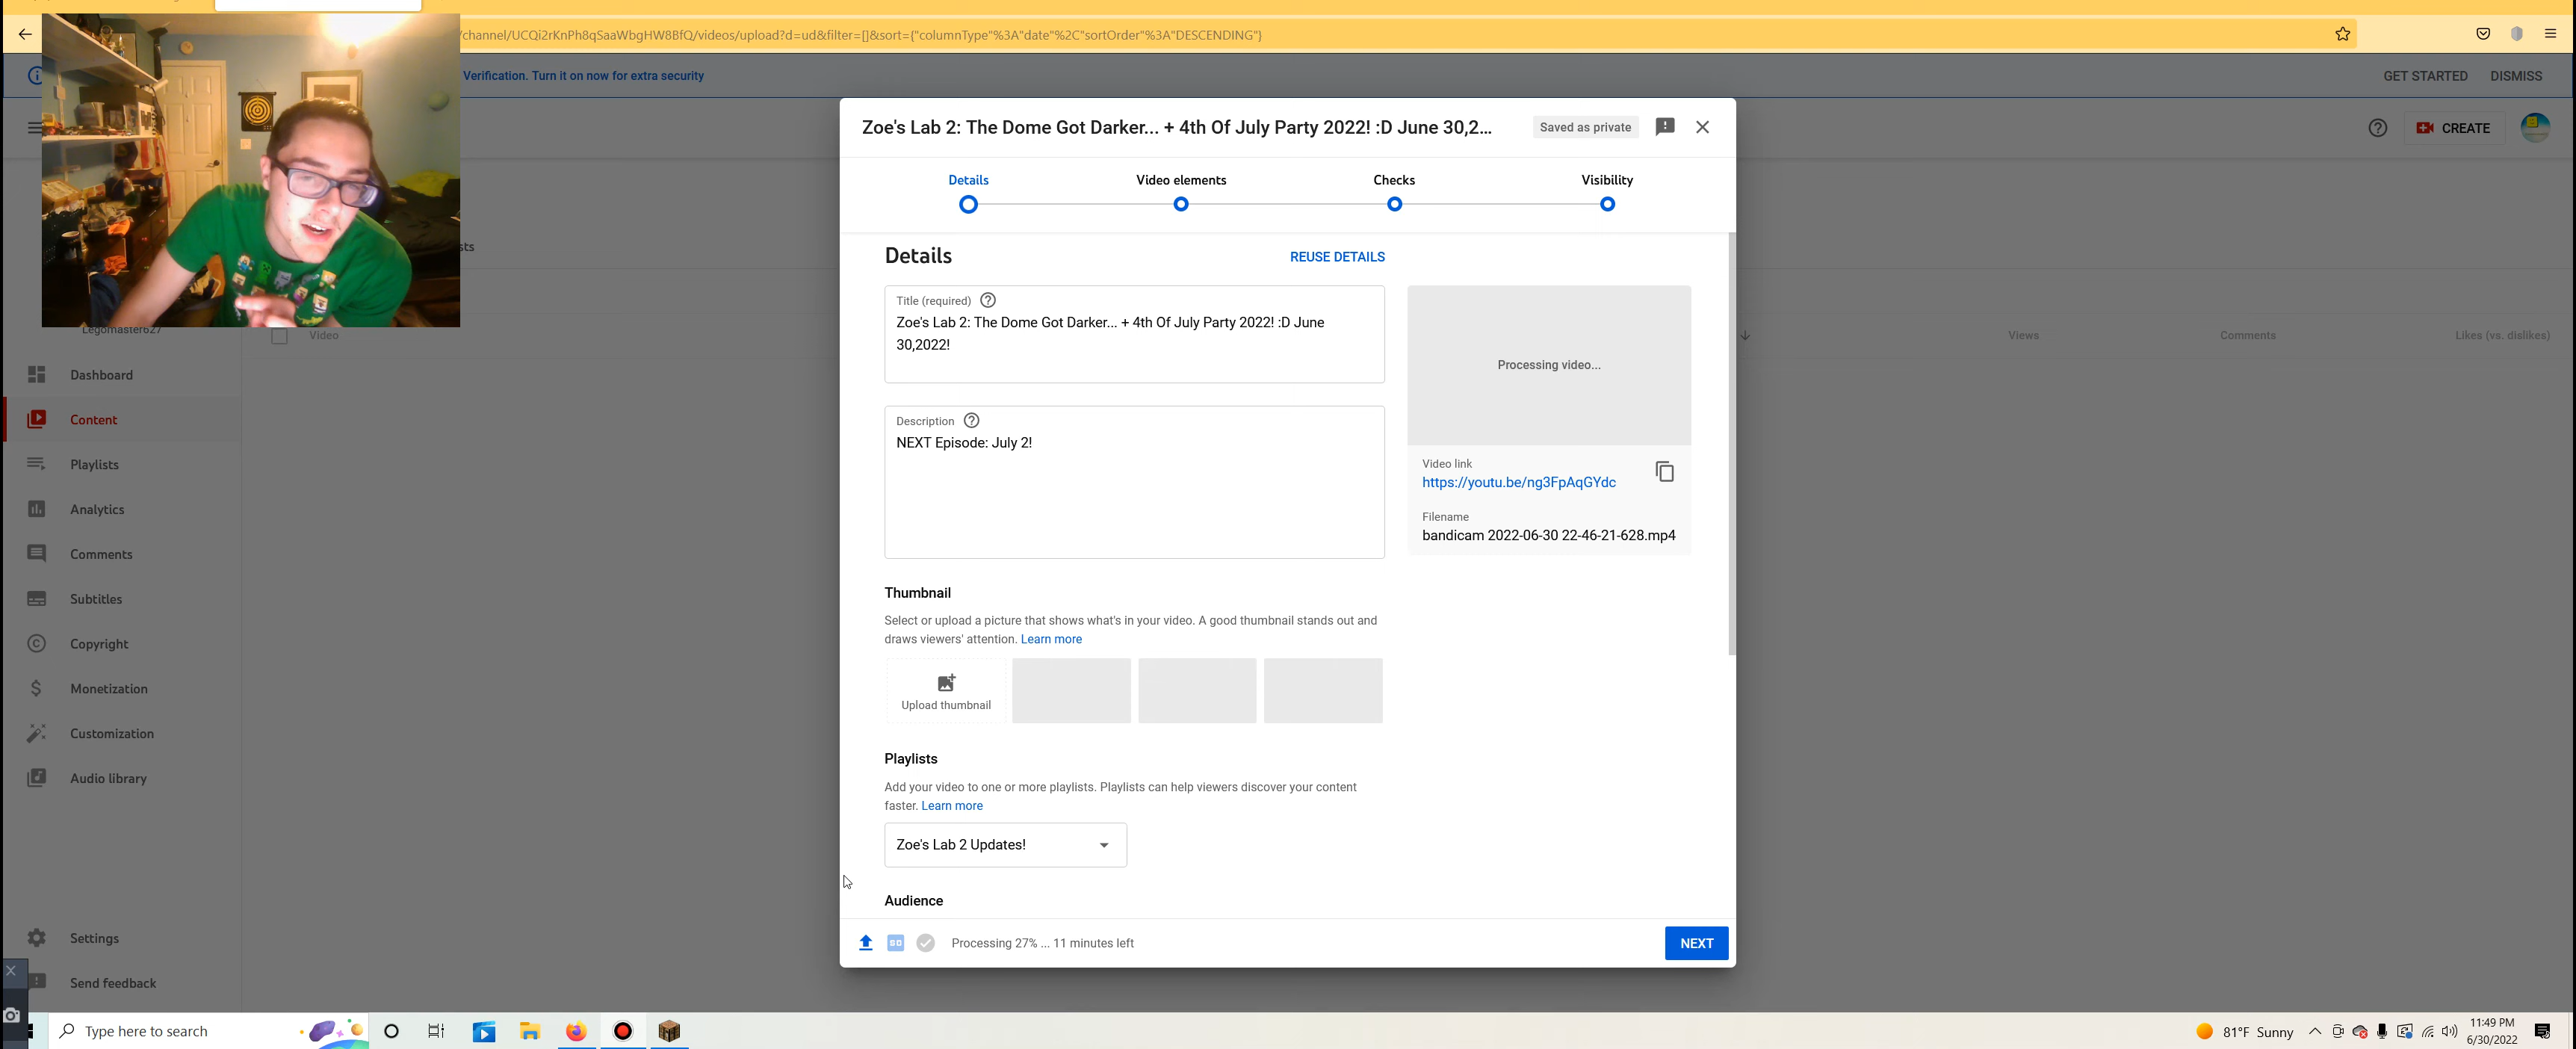 /channel/UCQi2rKnPh8qSaaWbgHW8BfQ/videos/upload?d=ud&filter=[]&sort={"columnType"%3A"date"%2C"sortOrder"%3A"DESCENDING"}
Verification. Turn it on now for extra security
GET STARTED
DISMISS
CREATE
Zoe's Lab 2: The Dome Got Darker... + 4th Of July Party 2022! :D June 30,2...
Saved as private
Details
Video elements
Checks
Visibility
Details
REUSE DETAILS
Title (required)
Zoe's Lab 2: The Dome Got Darker... + 4th Of July Party 2022! :D June
30,2022!
Description
NEXT Episode: July 2!
Processing video...
Video link
https://youtu.be/ng3FpAqGYdc
Filename
bandicam 2022-06-30 22-46-21-628.mp4
Thumbnail
Select or upload a picture that shows what's in your video. A good thumbnail stands out and
draws viewers' attention. Learn more
Upload thumbnail
Playlists
Add your video to one or more playlists. Playlists can help viewers discover your content
faster. Learn more
Zoe's Lab 2 Updates!
Audience
Processing 27% ... 11 minutes left
NEXT
sts
Legomaster627
Video
Views
Comments
Likes (vs. dislikes)
Dashboard
Content
Playlists
Analytics
Comments
Subtitles
Copyright
Monetization
Customization
Audio library
Settings
Send feedback
Type here to search
81°F Sunny
11:49 PM
6/30/2022